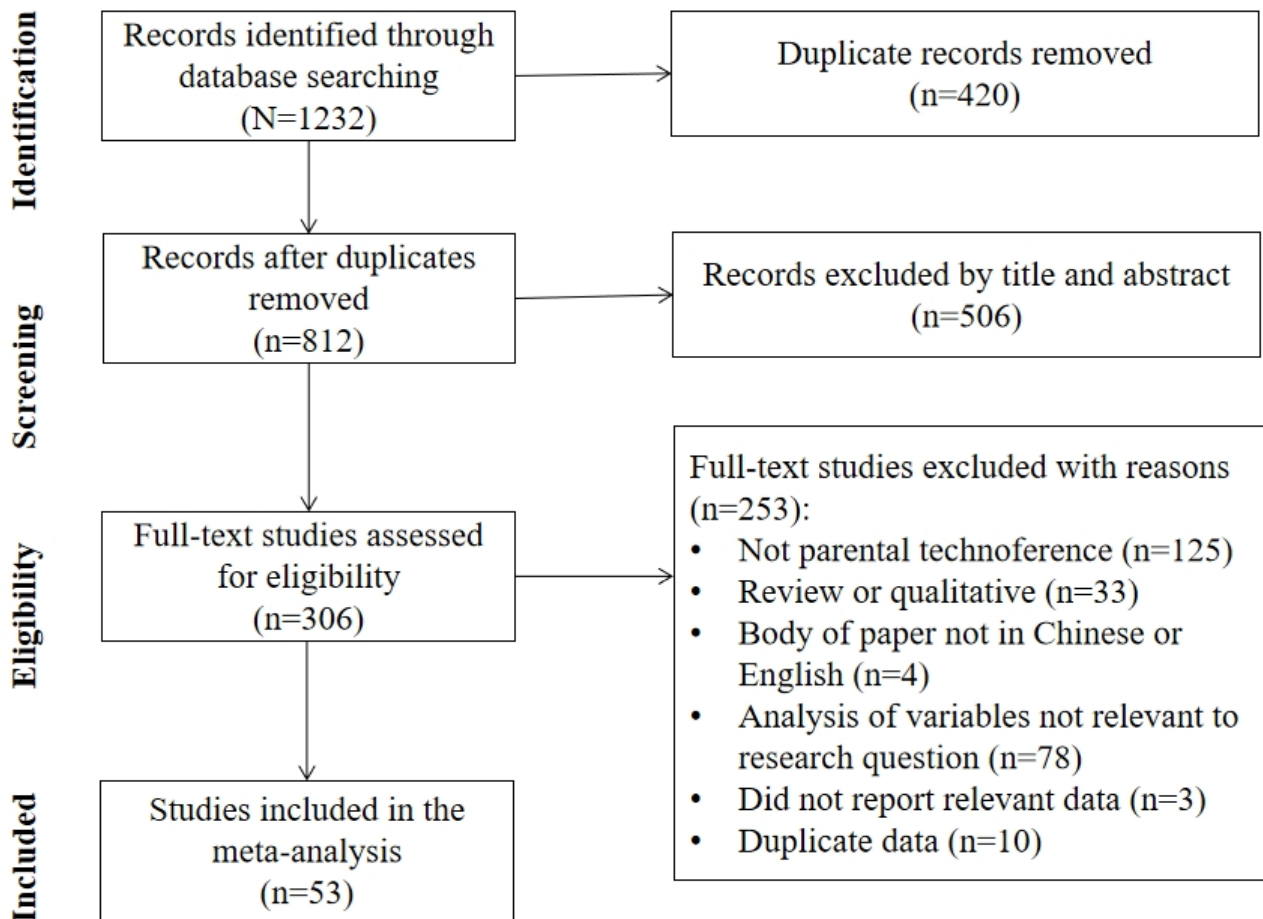 Identification
Records identified through
database searching
(N=1232)
Duplicate records removed
(n=420)
Screening
Records after duplicates
removed
(n=812)
Records excluded by title and abstract
(n=506)
Eligibility
Full-text studies assessed
for eligibility
(n=306)
Full-text studies excluded with reasons
(n=253):
• Not parental technoference (n=125)
• Review or qualitative (n=33)
• Body of paper not in Chinese or
English (n=4)
• Analysis of variables not relevant to
research question (n=78)
• Did not report relevant data (n=3)
• Duplicate data (n=10)
Included
Studies included in the
meta-analysis
(n=53)